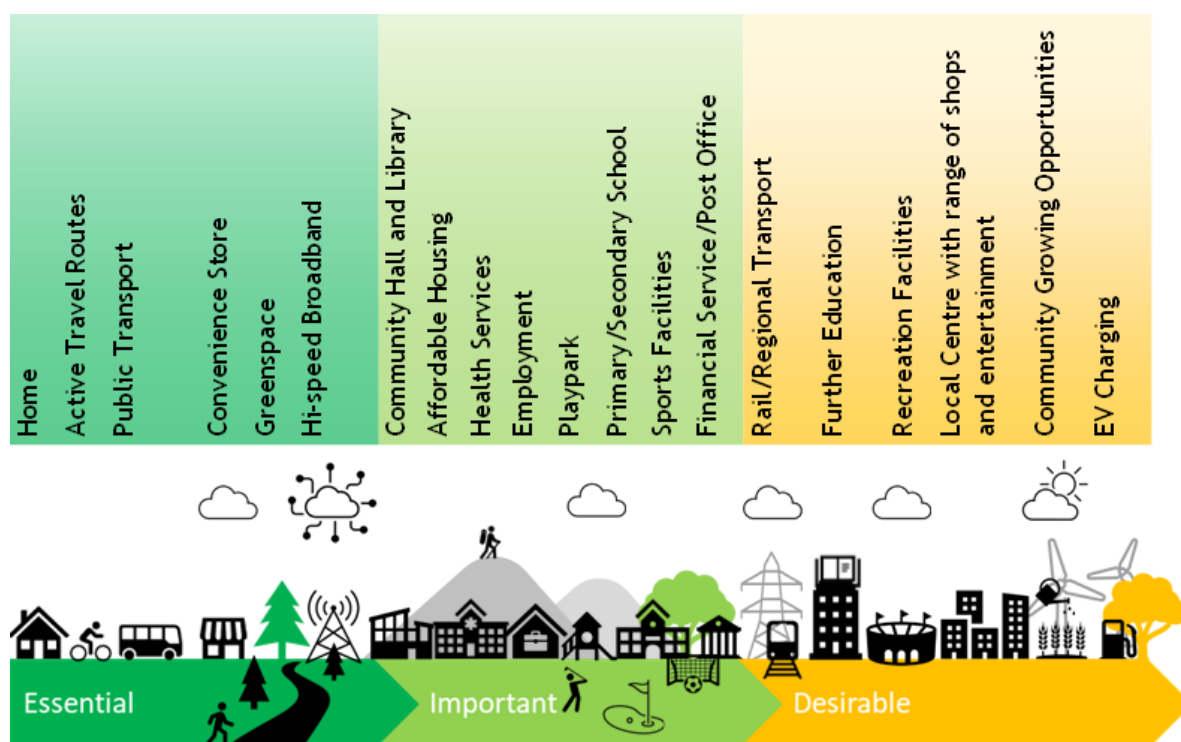 Home
Active Travel Routes
Public Transport
Convenience Store
Greenspace
Hi-speed Broadband
Community Hall and Library
Affordable Housing
Health Services
Employment
Playpark
Primary/Secondary School
Sports Facilities
Financial Service/Post Office
Rail/Regional Transport
Further Education
Recreation Facilities
Local Centre with range of shops
and entertainment
Community Growing Opportunities
EV Charging
Essential
Important
Desirable